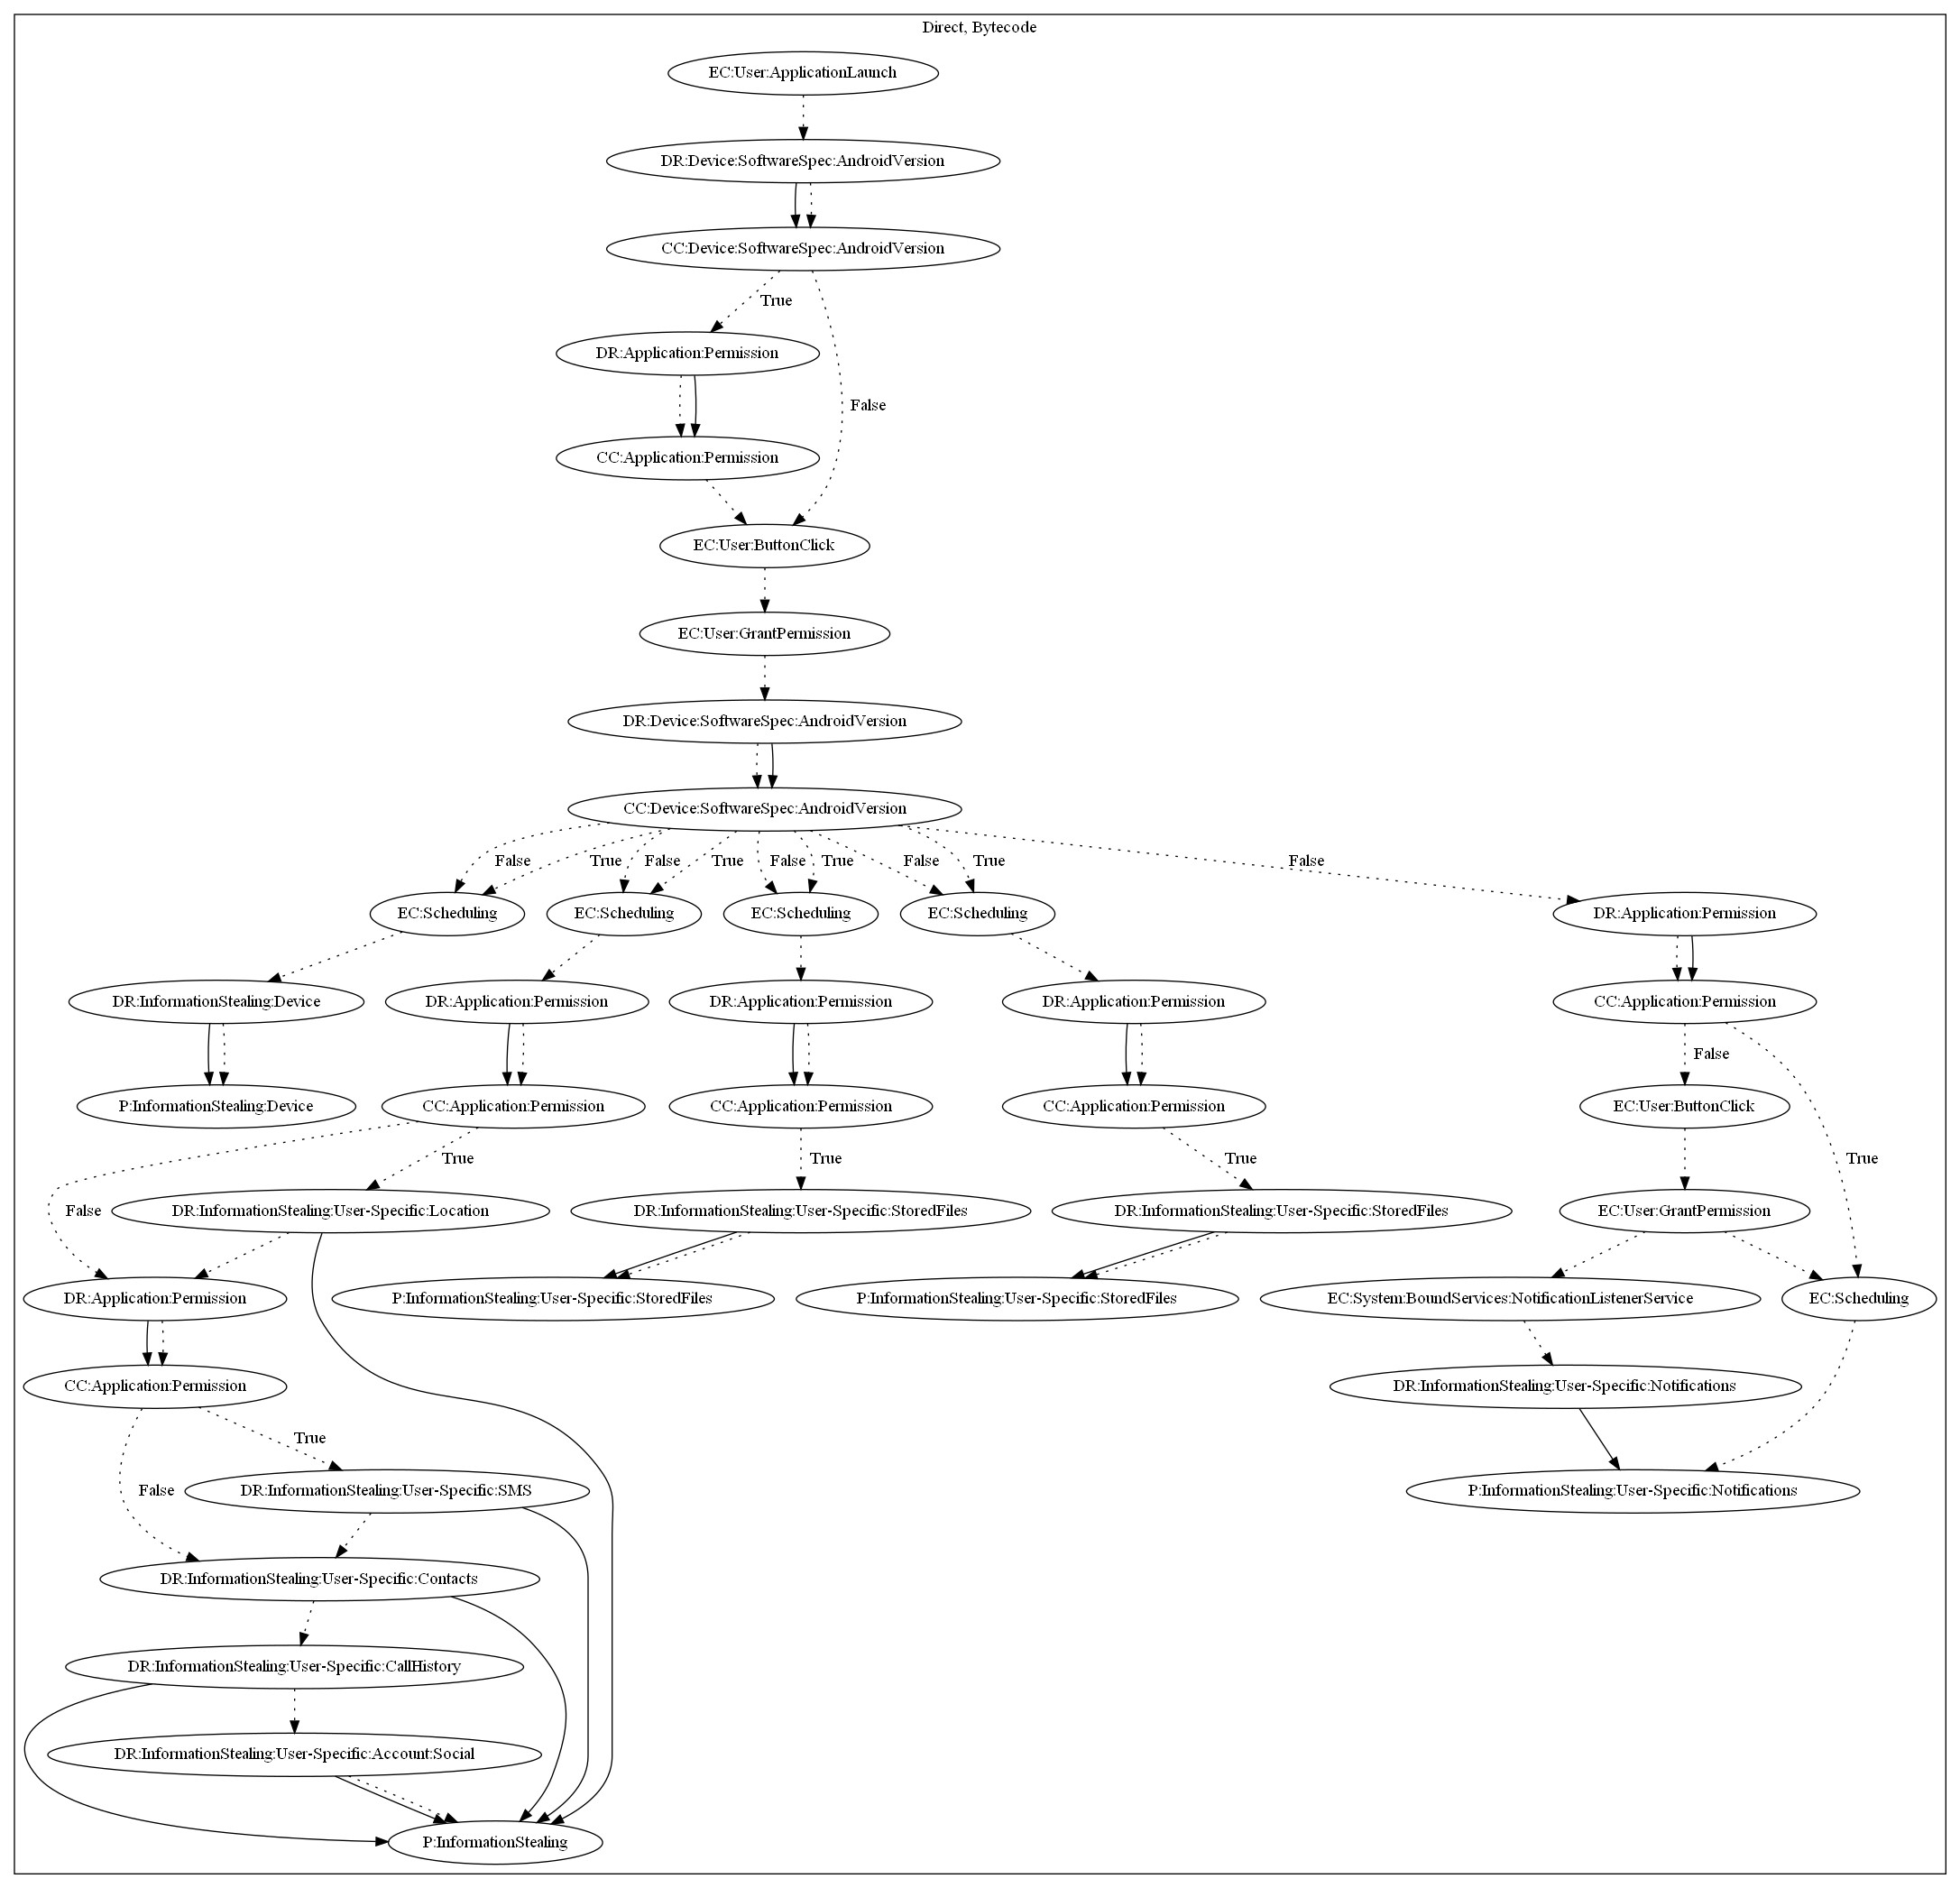 Direct, Bytecode
EC:User:ApplicationLaunch
DR:Device:SoftwareSpec:AndroidVersion
CC:Device:SoftwareSpec:AndroidVersion
True
DR:Application:Permission
False
CC:Application:Permission
EC:User:ButtonClick
EC:User:GrantPermission
DR:Device:SoftwareSpec:AndroidVersion
CC:Device:SoftwareSpec:AndroidVersion
False
True
False
True
False
True
False
True
False
EC:Scheduling
EC:Scheduling
EC:Scheduling
EC:Scheduling
DR:Application:Permission
DR:InformationStealing:Device
DR:Application:Permission
DR:Application:Permission
DR:Application:Permission
CC:Application:Permission
False
P:InformationStealing:Device
CC:Application:Permission
CC:Application:Permission
CC:Application:Permission
EC:User:ButtonClick
True
True
True
True
False
DR:InformationStealing:User-Specific:Location
DR:InformationStealing:User-Specific:StoredFiles
DR:InformationStealing:User-Specific:StoredFiles
EC:User:GrantPermission
DR:Application:Permission
P:InformationStealing:User-Specific:StoredFiles
P:InformationStealing:User-Specific:StoredFiles
EC:System:BoundServices:NotificationListenerService
EC:Scheduling
CC:Application:Permission
DR:InformationStealing:User-Specific:Notifications
True
False
DR:InformationStealing:User-Specific:SMS
P:InformationStealing:User-Specific:Notifications
DR:InformationStealing:User-Specific:Contacts
DR:InformationStealing:User-Specific:CallHistory
DR:InformationStealing:User-Specific:Account:Social
P:InformationStealing